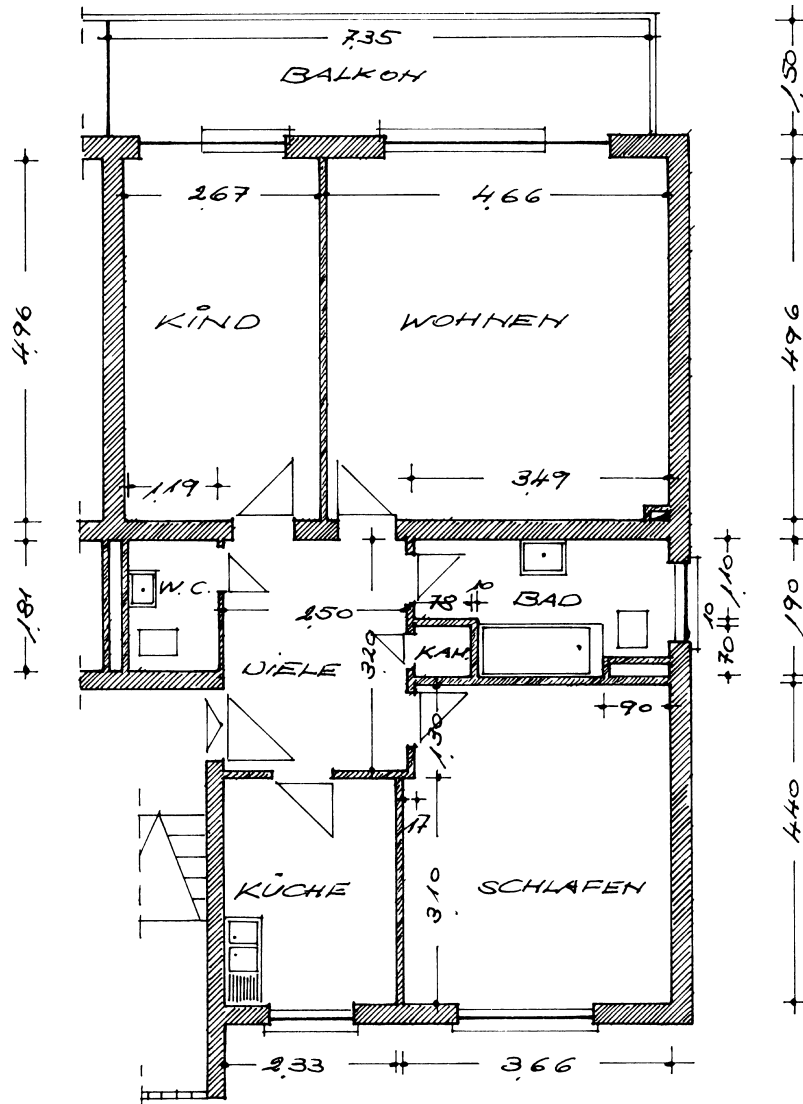 7.35
BALKON
1.50
2.67
4.66
4.96
KIND
WOHNEN
4.96
1.19
3.49
1.81
W.C.
2.50
78
10
BAD
10
1.10
1.90
DIELE
3.20
KAM.
70
1.30
90
17
4.40
KÜCHE
3.10
SCHLAFEN
2.33
3.66